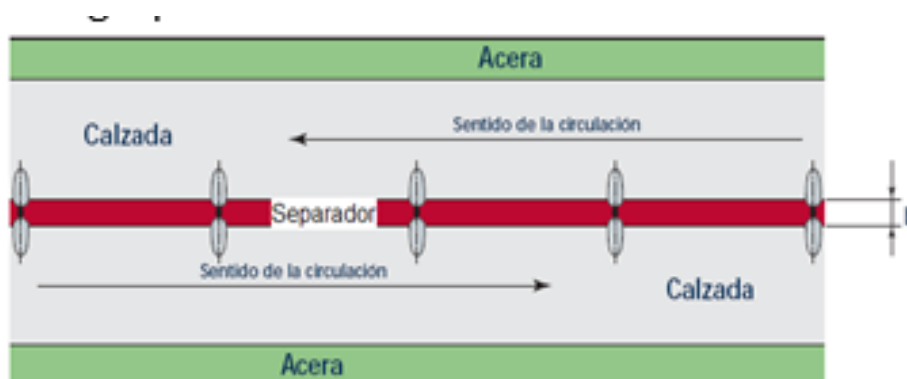 Acera
Sentido de la circulación
Calzada
Separador
Sentido de la circulación
Calzada
Acera